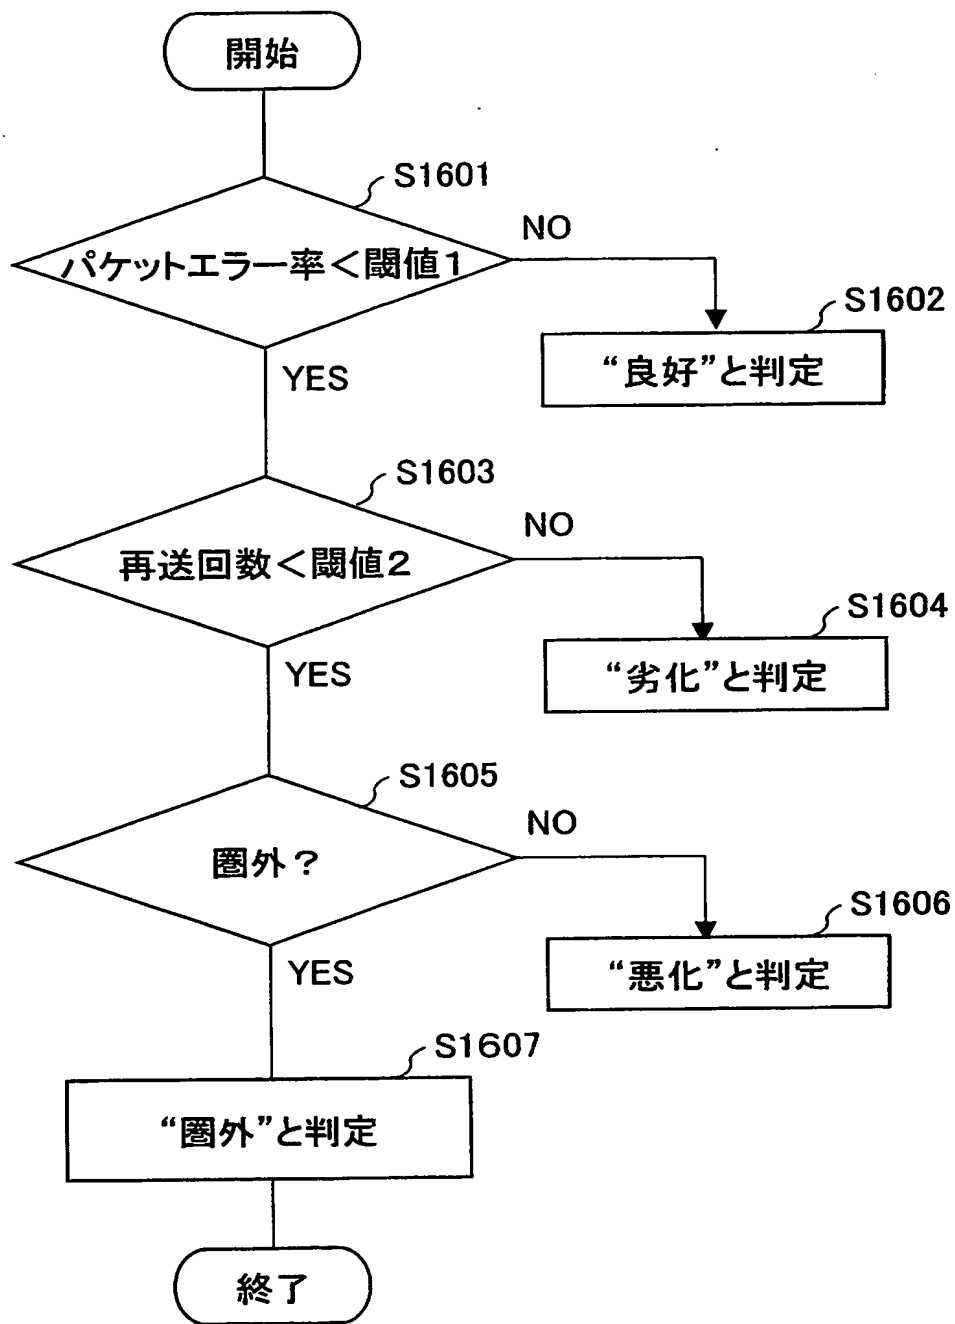 開始
S1601
パケットエラー率<閾値1
NO
S1602
“良好”と判定
YES
S1603
再送回数<閾値2
NO
S1604
“劣化”と判定
YES
S1605
圏外?
NO
S1606
“悪化”と判定
YES
S1607
“圏外”と判定
終了